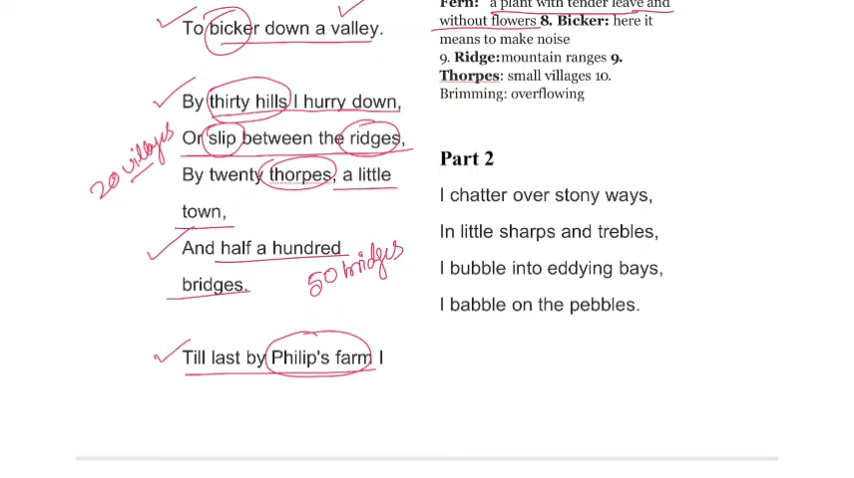 To bicker down a valley.
By thirty hills I hurry down,
Or slip between the ridges,
20 villages
By twenty thorpes, a little
town,
And half a hundred
bridges.
50 bridges
Till last by Philip's farm I
Fern: a plant with tender leave and
without flowers 8. Bicker: here it
means to make noise
9. Ridge:mountain ranges 9.
Thorpes: small villages 10.
Brimming: overflowing
Part 2
I chatter over stony ways,
In little sharps and trebles,
I bubble into eddying bays,
I babble on the pebbles.